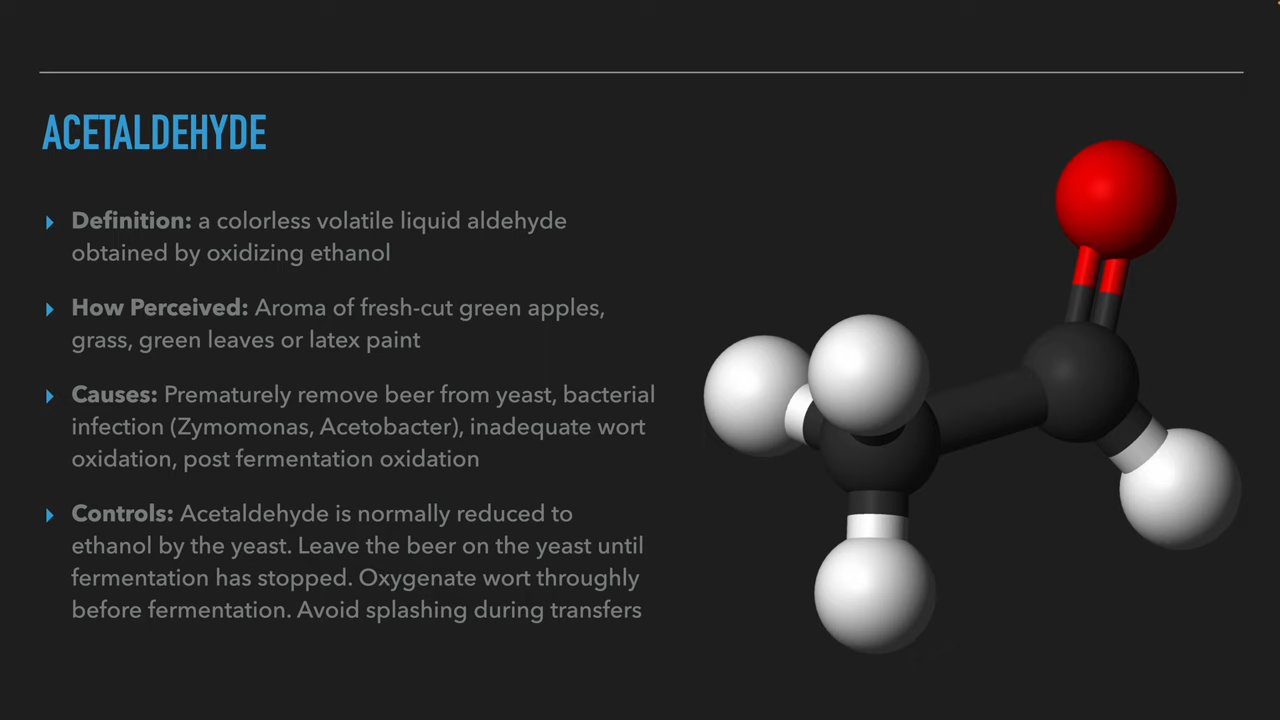 ACETALDEHYDE
Definition: a colorless volatile liquid aldehyde
obtained by oxidizing ethanol
How Perceived: Aroma of fresh-cut green apples,
grass, green leaves or latex paint
Causes: Prematurely remove beer from yeast, bacterial
infection (Zymomonas, Acetobacter), inadequate wort
oxidation, post fermentation oxidation
Controls: Acetaldehyde is normally reduced to
ethanol by the yeast. Leave the beer on the yeast until
fermentation has stopped. Oxygenate wort throughly
before fermentation. Avoid splashing during transfers